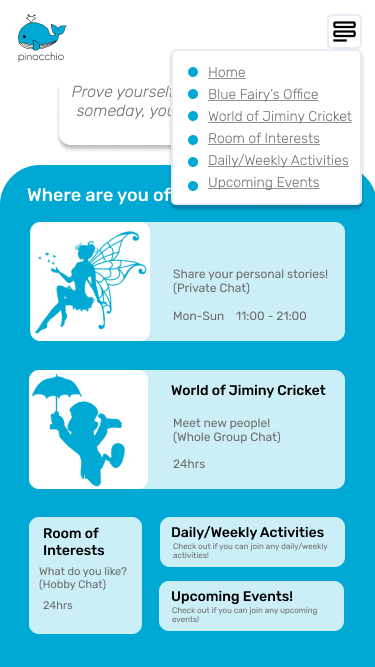 pinocchio
Prove yourself
someday, you
Home
Blue Fairy's Office
World of Jiminy Cricket
Room of Interests
Daily/Weekly Activities
Upcoming Events
Where are you of
Share your personal stories!
(Private Chat)
Mon-Sun 11:00 - 21:00
World of Jiminy Cricket
Meet new people!
(Whole Group Chat)
24hrs
Room of
Interests
What do you like?
(Hobby Chat)
24hrs
Daily/Weekly Activities
Check out if you can join any daily/weekly
activities!
Upcoming Events!
Check out if you can join any upcoming
events!